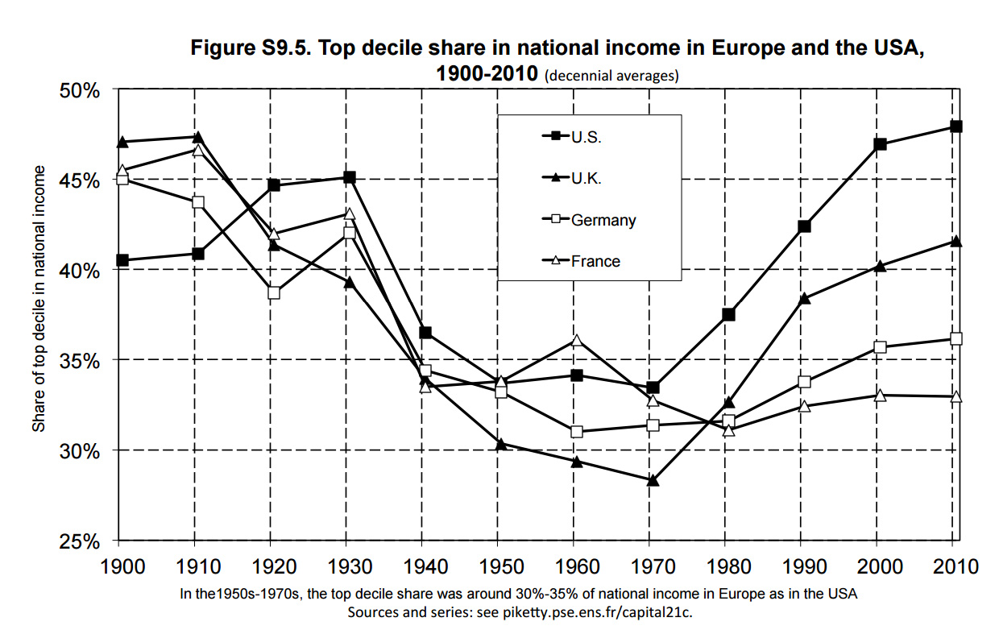 Figure S9.5. Top decile share in national income in Europe and the USA,
1900-2010 (decennial averages)
Share of top decile in national income
50%
45%
40%
35%
30%
25%
U.S.
U.K.
Germany
France
1900 1910 1920 1930 1940 1950 1960 1970 1980 1990 2000 2010
In the1950s-1970s, the top decile share was around 30%-35% of national income in Europe as in the USA
Sources and series: see piketty.pse.ens.fr/capital21c.